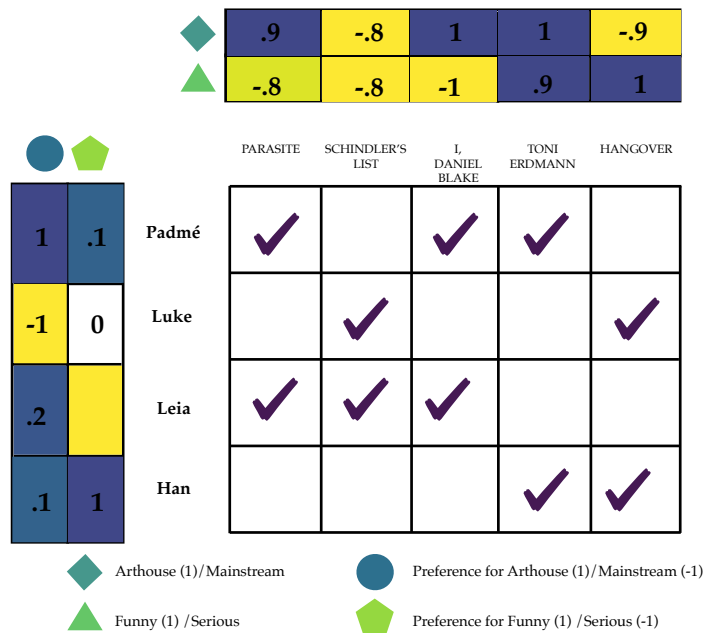 .9 -.8 1 1 -.9
-.8 -.8 -1 .9 1
PARASITE SCHINDLER'S LIST I, DANIEL BLAKE TONI ERDMANN HANGOVER
1 .1 Padmé
-1 0 Luke
.2 Leia
.1 1 Han
Arthouse (1)/Mainstream Preference for Arthouse (1)/Mainstream (-1)
Funny (1) /Serious Preference for Funny (1) /Serious (-1)